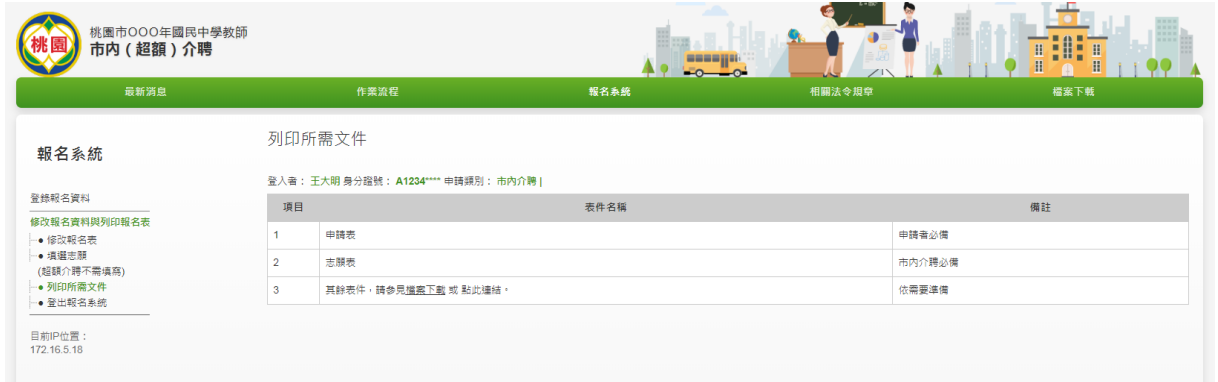 桃園
桃園市OOO年國民中學教師
市內(超額)介聘
最新消息
作業流程
報名系統
相關法令規章
檔案下載
報名系統
登錄報名資料
修改報名資料與列印報名表
● 修改報名表
● 填選志願
(超額介聘不需填寫)
● 列印所需文件
● 登出報名系統
目前IP位置：
172.16.5.18
列印所需文件
登入者： 王大明 身分證號： A1234**** 申請類別： 市內介聘 |
項目 表件名稱 備註
1 申請表 申請者必備
2 志願表 市內介聘必備
3 其餘表件，請參見檔案下載 或 點此連結。 依需要準備